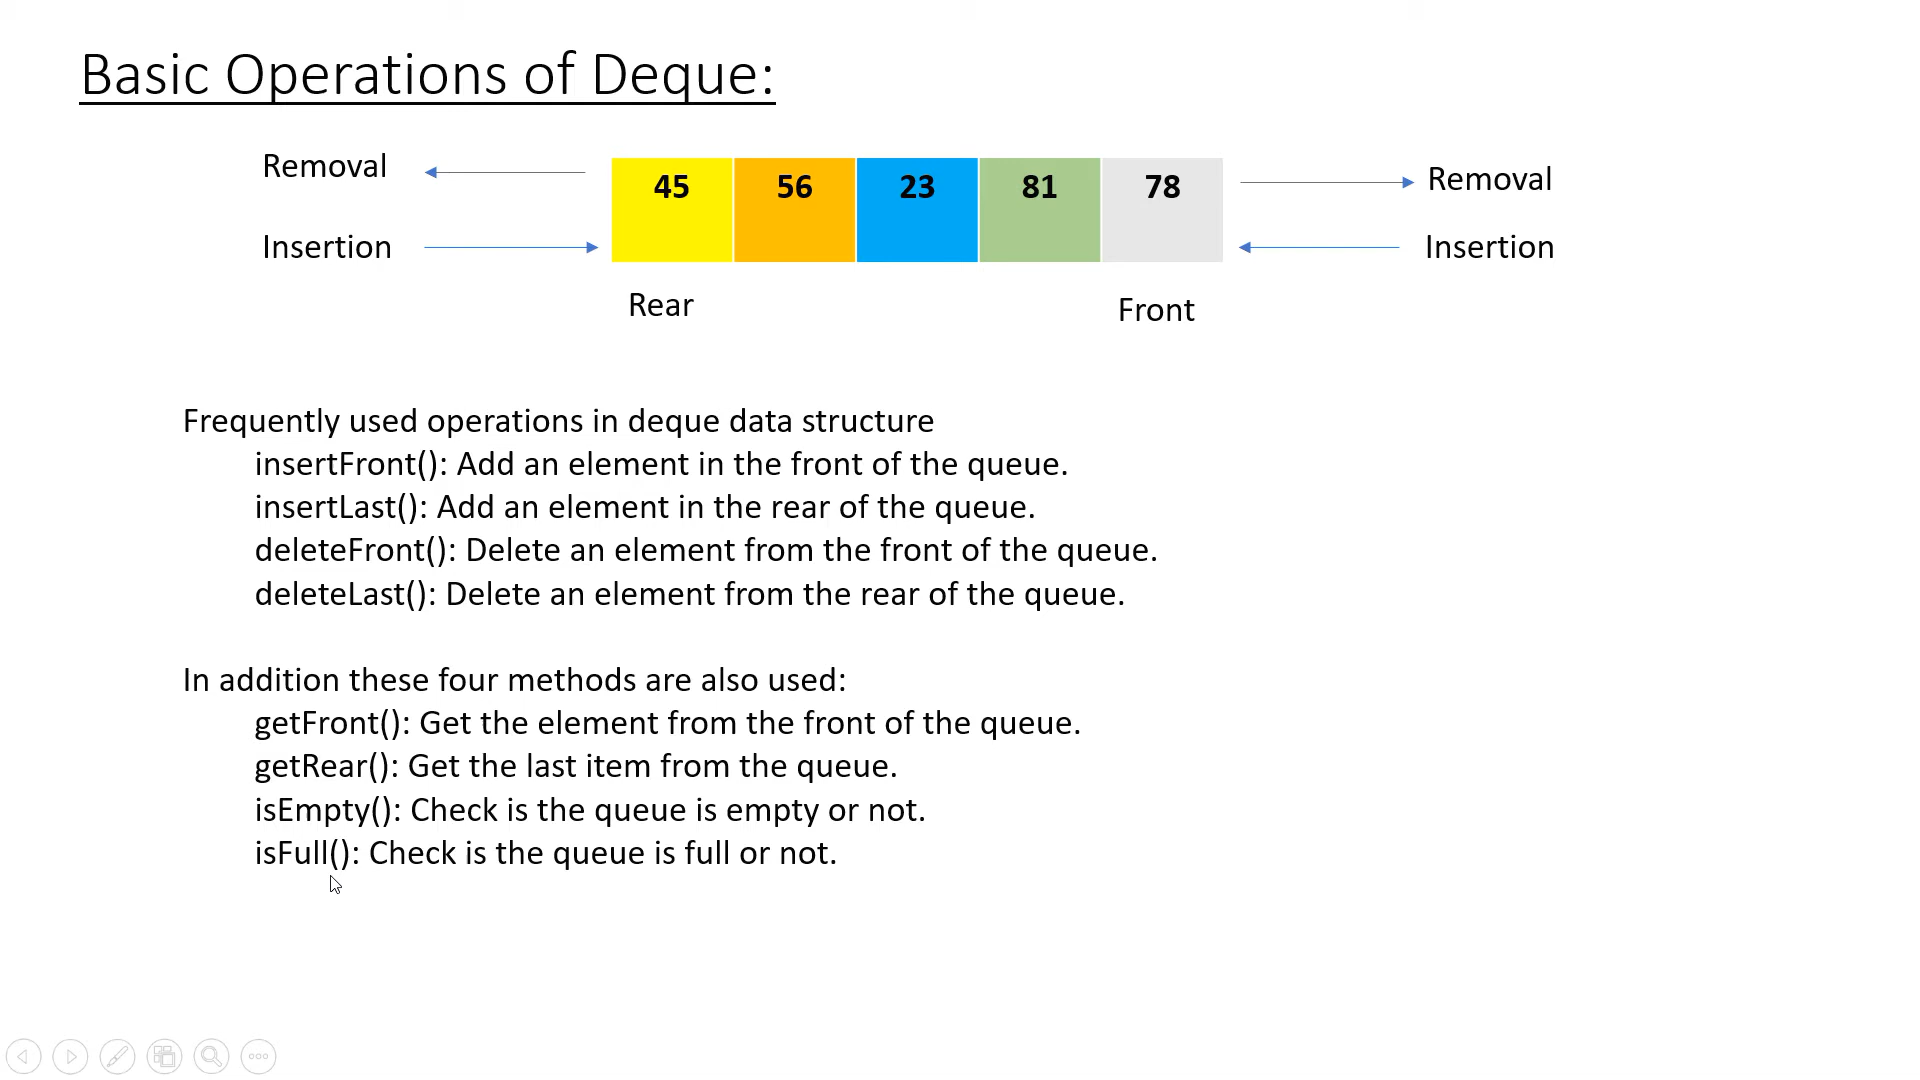 Basic Operations of Deque:
Removal
45 56 23 81 78
Removal
Insertion
Insertion
Rear
Front
Frequently used operations in deque data structure
insertFront(): Add an element in the front of the queue.
insertLast(): Add an element in the rear of the queue.
deleteFront(): Delete an element from the front of the queue.
deleteLast(): Delete an element from the rear of the queue.
In addition these four methods are also used:
getFront(): Get the element from the front of the queue.
getRear(): Get the last item from the queue.
isEmpty(): Check is the queue is empty or not.
isFull(): Check is the queue is full or not.